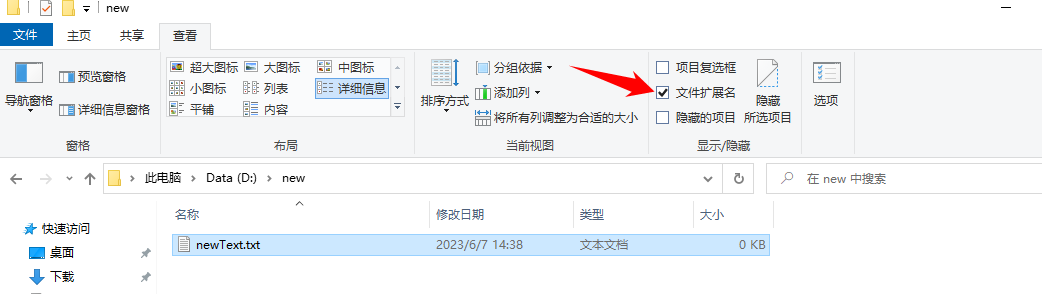 new
文件 主页 共享 查看
导航窗格
预览窗格
详细信息窗格
窗格
超大图标 大图标 中图标
小图标 列表 详细信息
平铺 内容
布局
排序方式
分组依据
添加列
将所有列调整为合适的大小
当前视图
项目复选框
文件扩展名
隐藏的项目
隐藏
所选项目
显示/隐藏
选项
此电脑 Data (D:) new
在 new 中搜索
名称 修改日期 类型 大小
快速访问
桌面
下载
newText.txt 2023/6/7 14:38 文本文档 0 KB